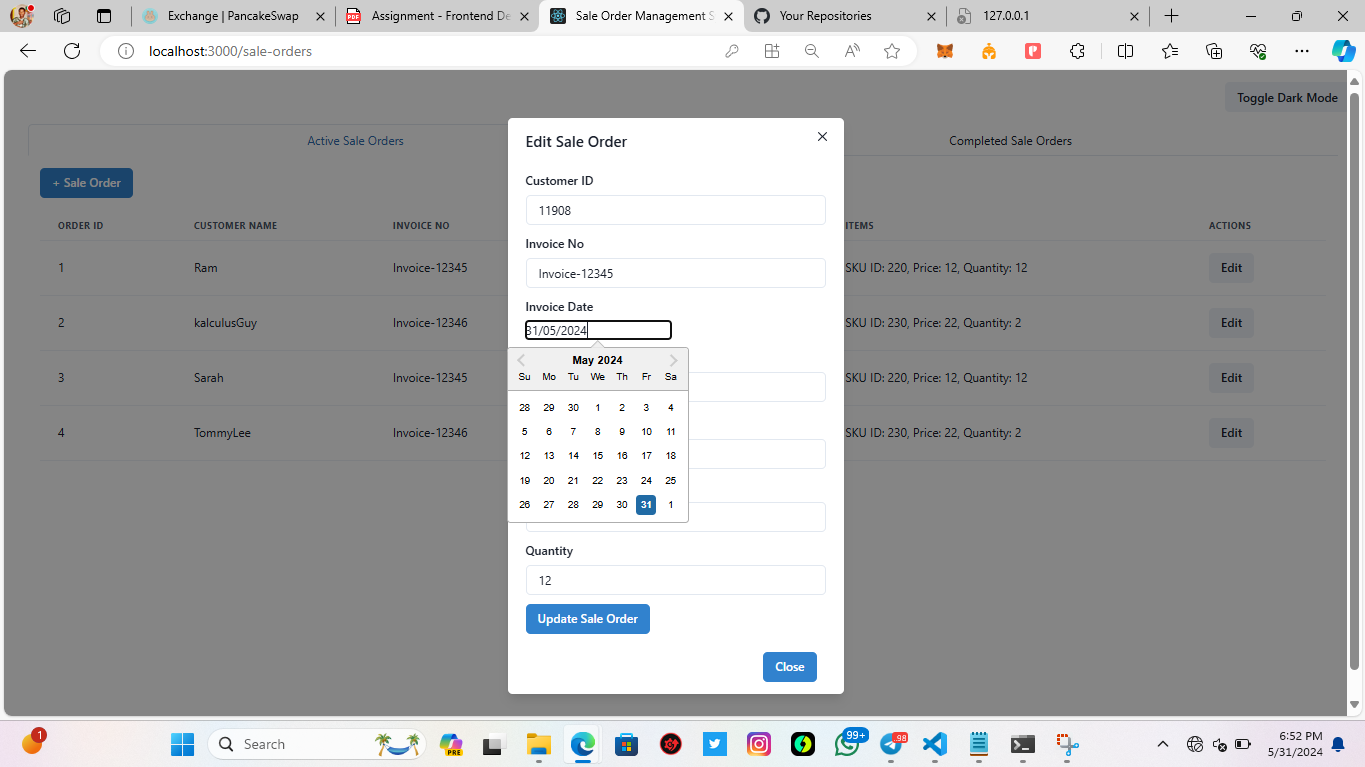 Exchange | PancakeSwap
Assignment - Frontend De
Sale Order Management S
Your Repositories
127.0.0.1
localhost:3000/sale-orders
Toggle Dark Mode
Active Sale Orders
Completed Sale Orders
+ Sale Order
ORDER ID CUSTOMER NAME INVOICE NO ITEMS ACTIONS
1 Ram Invoice-12345 SKU ID: 220, Price: 12, Quantity: 12 Edit
2 kalculusGuy Invoice-12346 SKU ID: 230, Price: 22, Quantity: 2 Edit
3 Sarah Invoice-12345 SKU ID: 220, Price: 12, Quantity: 12 Edit
4 TommyLee Invoice-12346 SKU ID: 230, Price: 22, Quantity: 2 Edit
Edit Sale Order
Customer ID
11908
Invoice No
Invoice-12345
Invoice Date
31/05/2024
May 2024
Su Mo Tu We Th Fr Sa
28 29 30 1 2 3 4
5 6 7 8 9 10 11
12 13 14 15 16 17 18
19 20 21 22 23 24 25
26 27 28 29 30 31 1
Quantity
12
Update Sale Order
Close
1
Search
PRE
99+
98
6:52 PM
5/31/2024